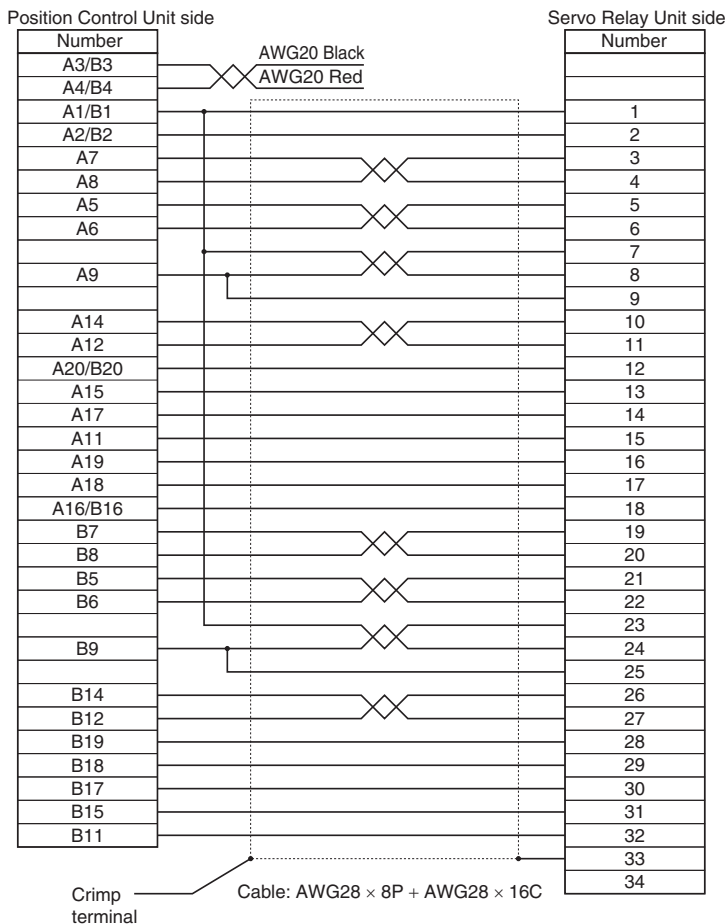 Position Control Unit side Servo Relay Unit side
Number Number
AWG20 Black
A3/B3
AWG20 Red
A4/B4
A1/B1 1
A2/B2 2
A7 3
A8 4
A5 5
A6 6
7
A9 8
9
A14 10
A12 11
A20/B20 12
A15 13
A17 14
A11 15
A19 16
A18 17
A16/B16 18
B7 19
B8 20
B5 21
B6 22
23
B9 24
25
B14 26
B12 27
B19 28
B18 29
B17 30
B15 31
B11 32
33
34
Crimp
terminal
Cable: AWG28 × 8P + AWG28 × 16C